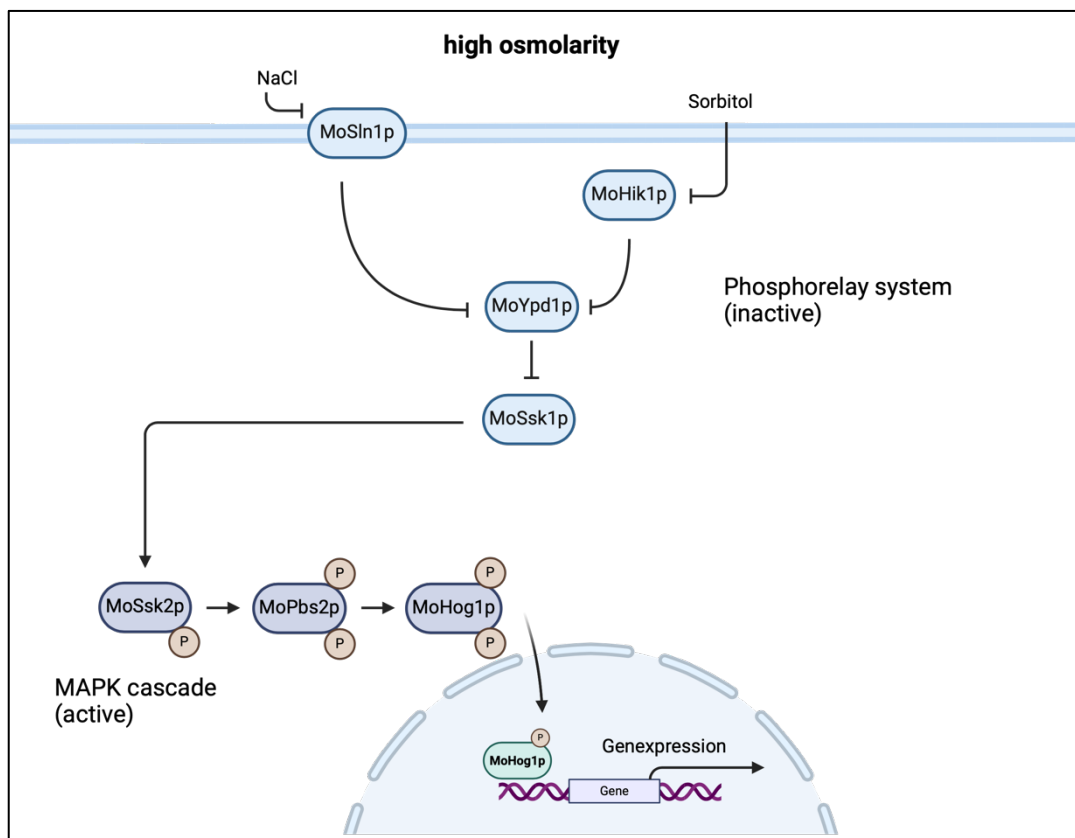 high osmolarity
NaCl
Sorbitol
MoSln1p
MoHik1p
Phosphorelay system
(inactive)
MoYpd1p
MoSsk1p
P
P
MoSsk2p
MoPbs2p
MoHog1p
P
P
P
MAPK cascade
(active)
P
Genexpression
MoHog1p
Gene